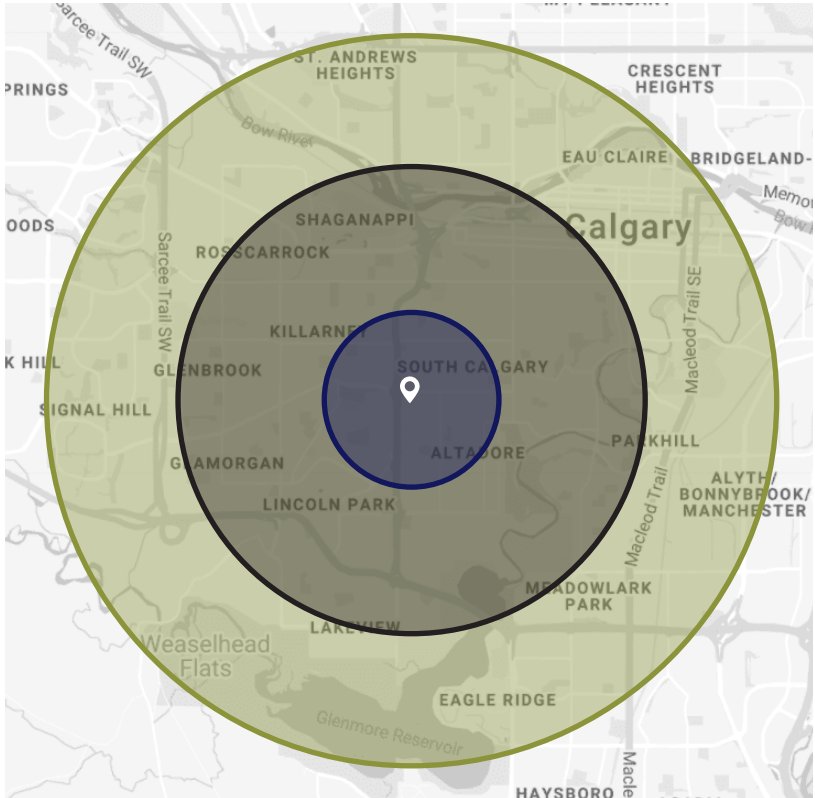 Sarcee Trail SW
ST. ANDREWS
HEIGHTS
CRESCENT
HEIGHTS
PRINGS
Bow River
EAU CLAIRE
BRIDGELAND-
Memo
Bow R
SHAGANAPPI
OODS
Calgary
ROSSCARROCK
Sarcee Trail SW
Macleod Trail SE
KILLARNEY
K HILL
GLENBROOK
SOUTH CALGARY
SIGNAL HILL
PARKHILL
ALTADORE
GLAMORGAN
ALYTH/
BONNYBROOK/
MANCHESTER
LINCOLN PARK
Macleod Trail
MEADOWLARK
PARK
LAKEVIEW
Weaselhead
Flats
EAGLE RIDGE
Glenmore Reservoir
Macle
HAYSBORO